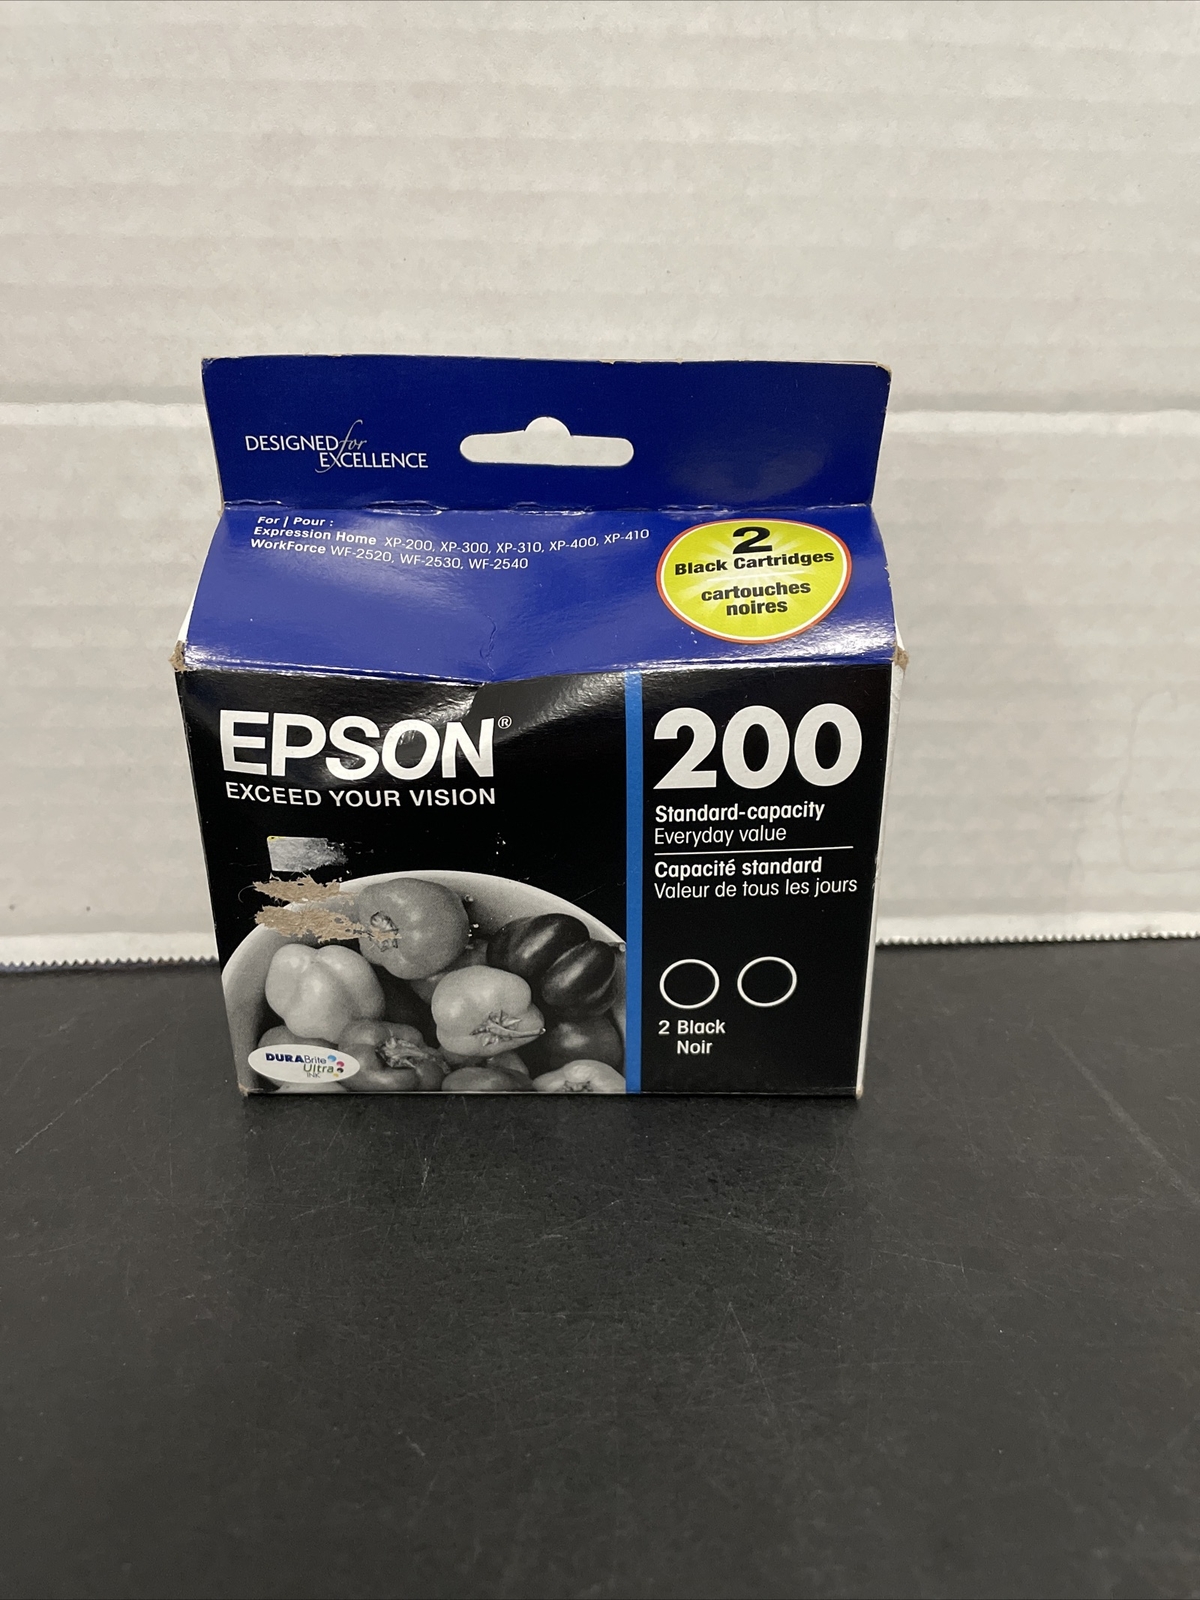 DESIGNED for
EXCELLENCE
For / Pour :
Expression Home XP-200, XP-300, XP-310, XP-400, XP-410
WorkForce WF-2520, WF-2530, WF-2540
2
Black Cartridges
cartouches
noires
EPSON®
EXCEED YOUR VISION
200
Standard-capacity
Everyday value
Capacité standard
Valeur de tous les jours
2 Black
Noir
DURABrite
Ultra
INK